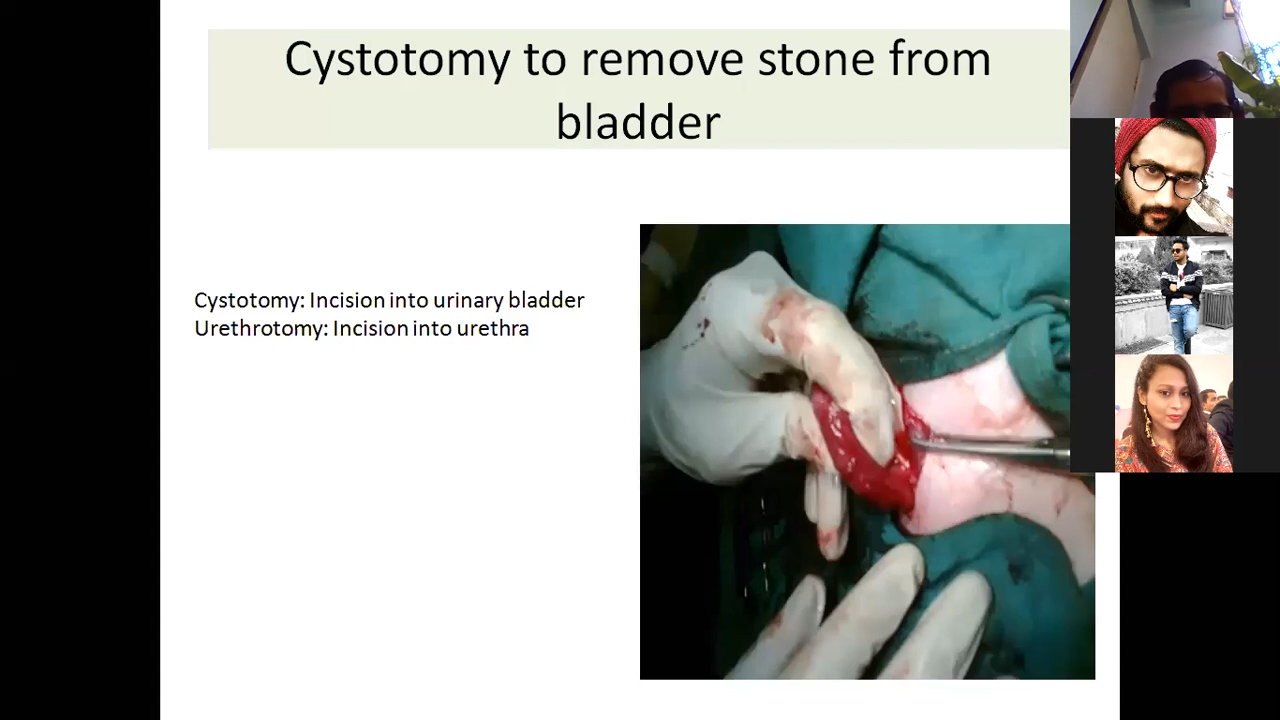 Cystotomy to remove stone from
bladder
Cystotomy: Incision into urinary bladder
Urethrotomy: Incision into urethra